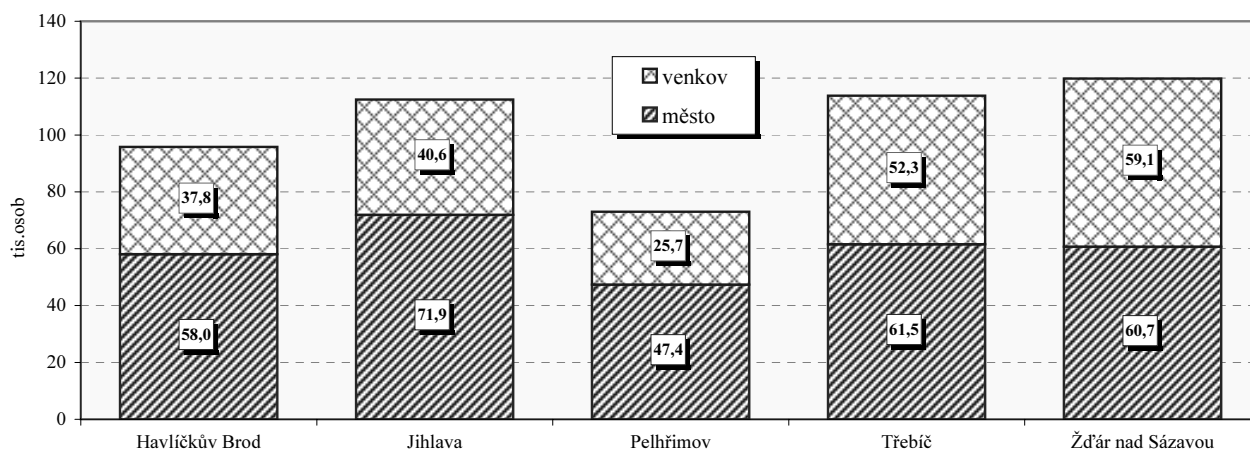 140
120
100
80
60
40
20
0
tis.osob
venkov
město
37,8
58,0
40,6
71,9
25,7
47,4
52,3
61,5
59,1
60,7
Havlíčkův Brod
Jihlava
Pelhřimov
Třebíč
Žďár nad Sázavou